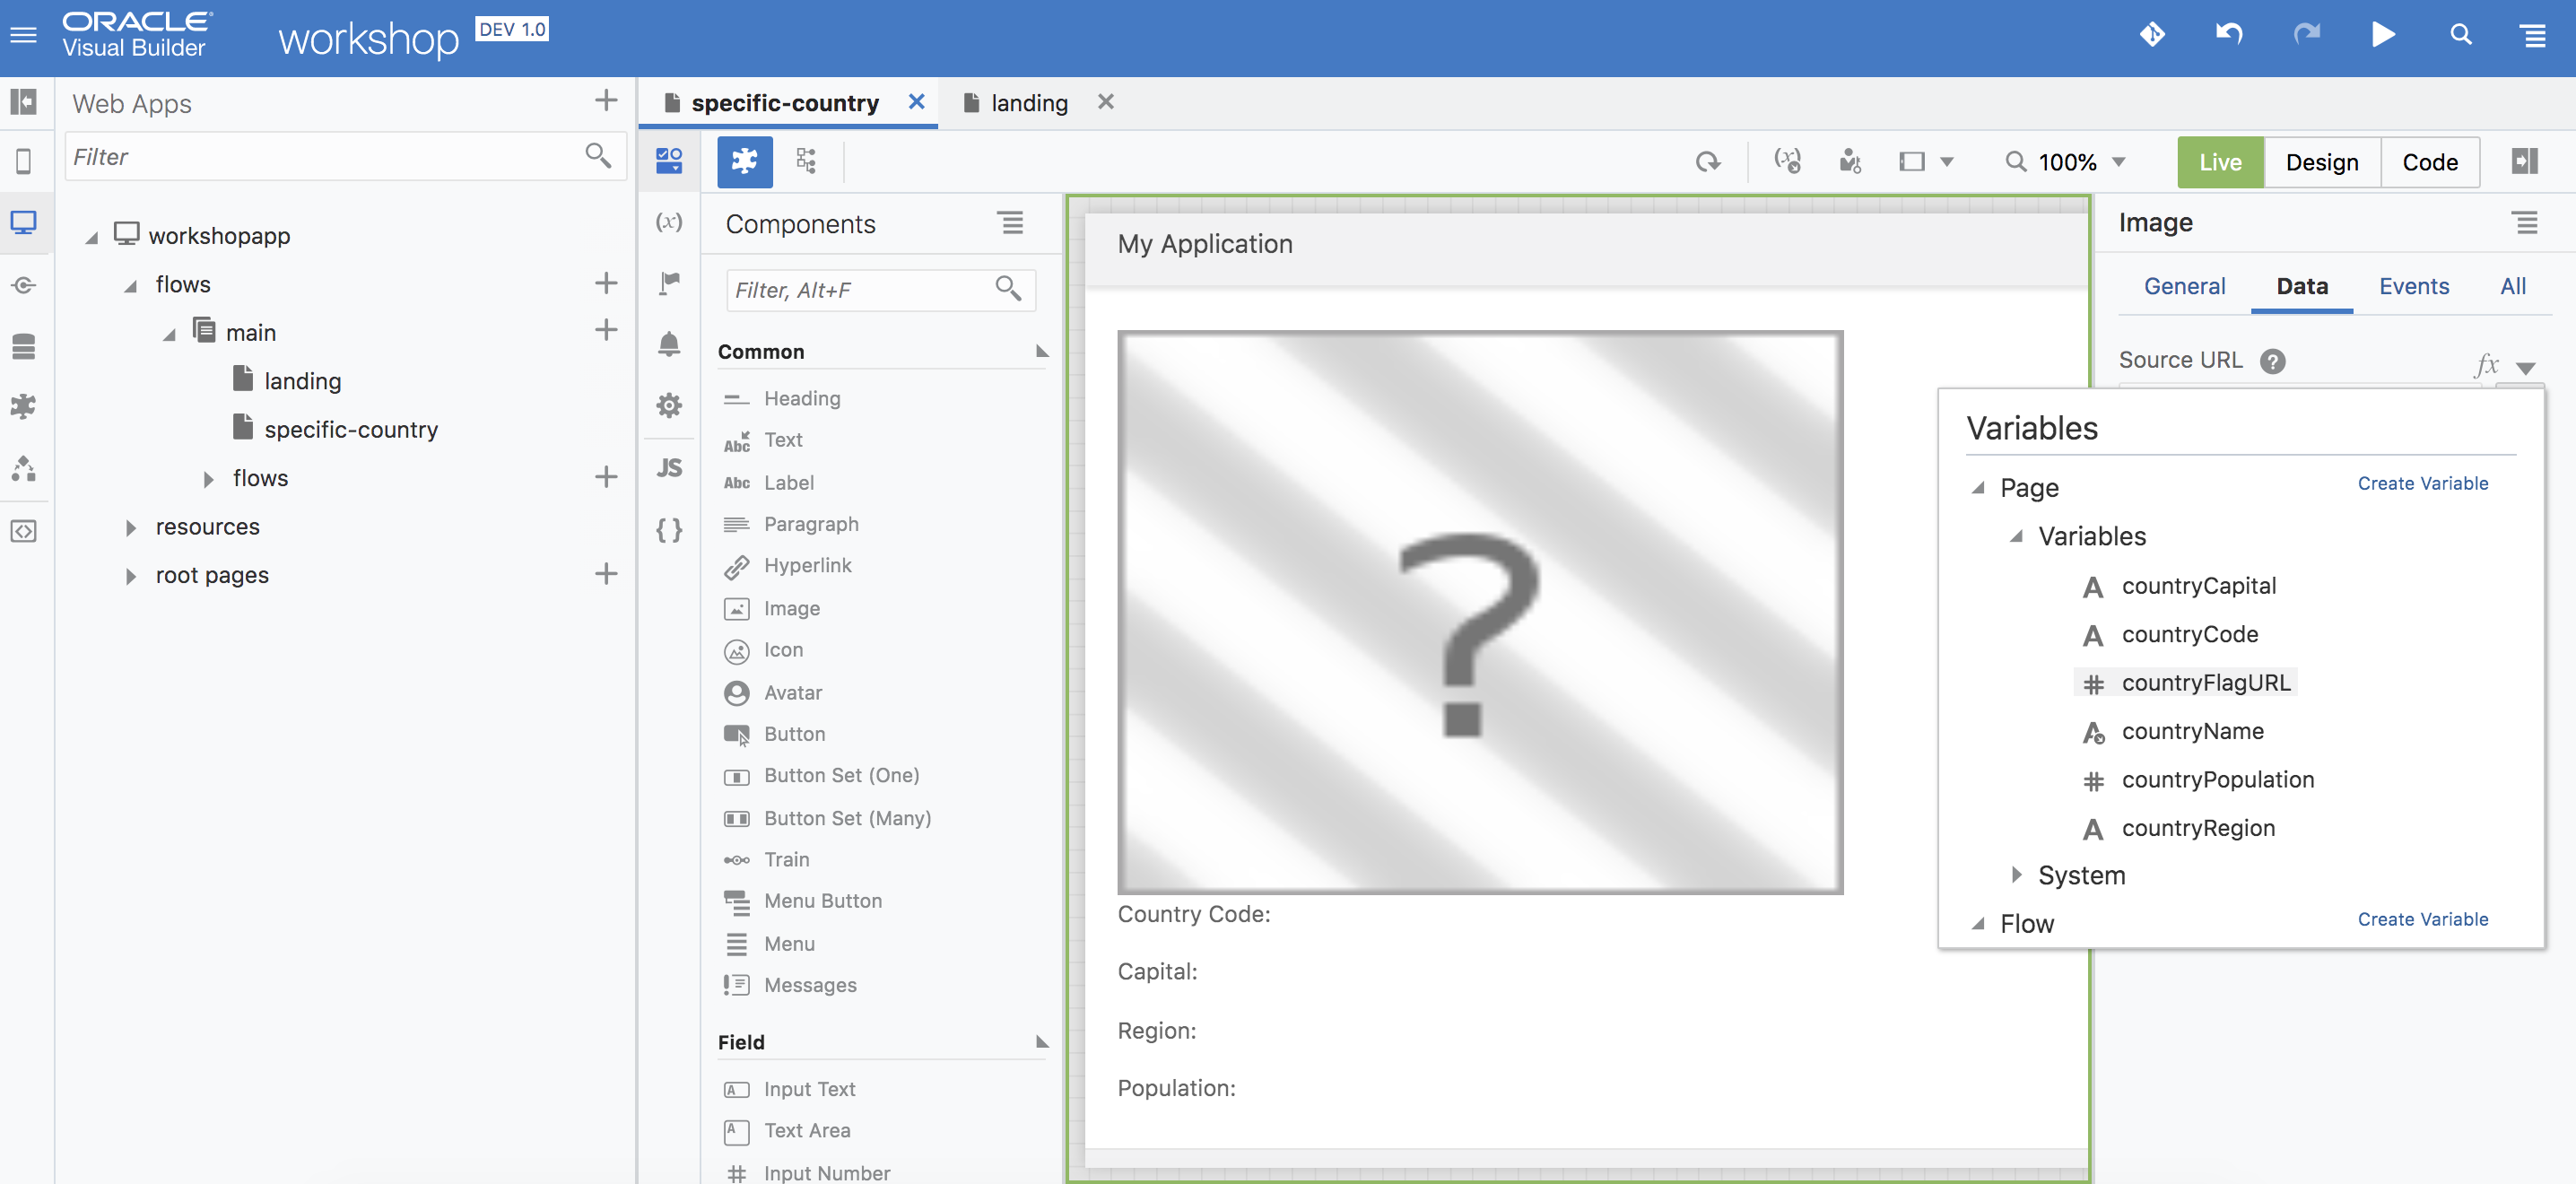 ORACLE
Visual Builder
workshop DEV 1.0
Web Apps
Filter
workshopapp
flows
main
landing
specific-country
flows
resources
root pages
specific-country
landing
100%
Live
Design
Code
(x)
JS
{ }
Components
Filter, Alt+F
Common
Heading
Text
Label
Paragraph
Hyperlink
Image
Icon
Avatar
Button
Button Set (One)
Button Set (Many)
Train
Menu Button
Menu
Messages
Field
Input Text
Text Area
Input Number
My Application
?
Country Code:
Capital:
Region:
Population:
Image
General
Data
Events
All
Source URL ?
fx
Variables
Page
Create Variable
Variables
countryCapital
countryCode
countryFlagURL
countryName
countryPopulation
countryRegion
System
Flow
Create Variable